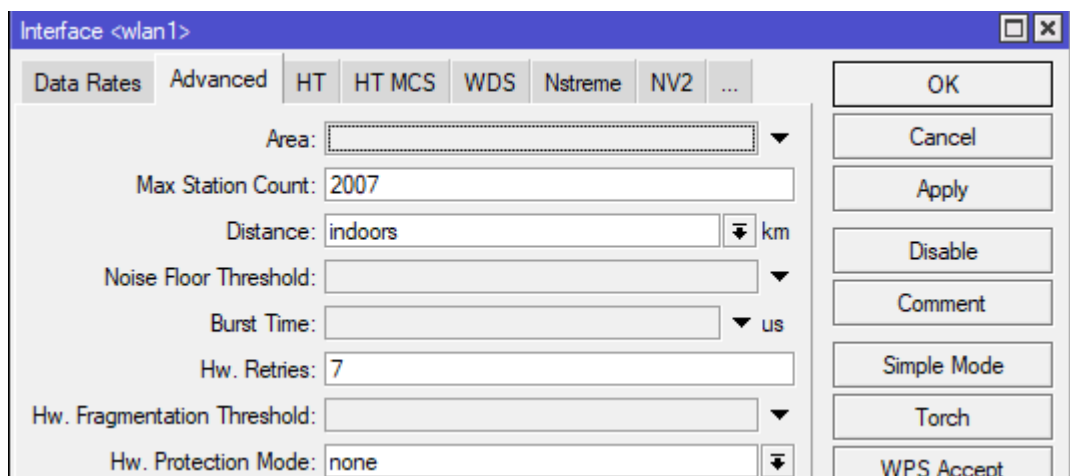 Interface <wlan1>
Data Rates Advanced HT HT MCS WDS Nstreme NV2 ...
Area:
Max Station Count: 2007
Distance: indoors km
Noise Floor Threshold:
Burst Time: us
Hw. Retries: 7
Hw. Fragmentation Threshold:
Hw. Protection Mode: none
OK
Cancel
Apply
Disable
Comment
Simple Mode
Torch
WPS Accept